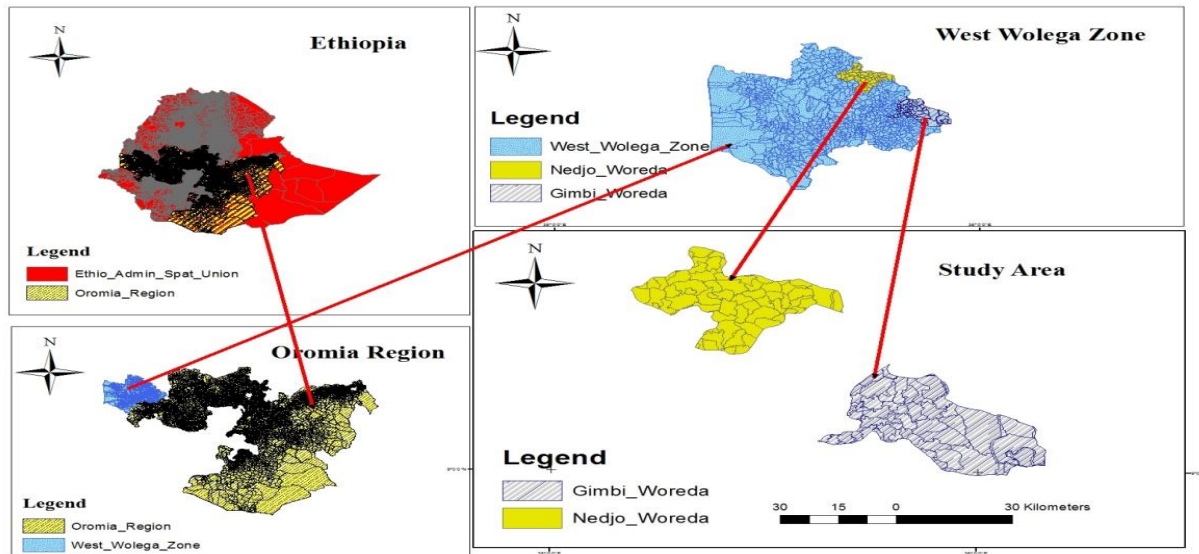 N
Ethiopia
Legend
Ethio_Admin_Spat_Union
Oromia_Region
N
West Wolega Zone
Legend
West_Wolega_Zone
Nedjo_Woreda
Gimbi_Woreda
N
Oromia Region
Legend
Oromia_Region
West_Wolega_Zone
N
Study Area
Legend
Gimbi_Woreda
Nedjo_Woreda
30 15 0 30 Kilometers